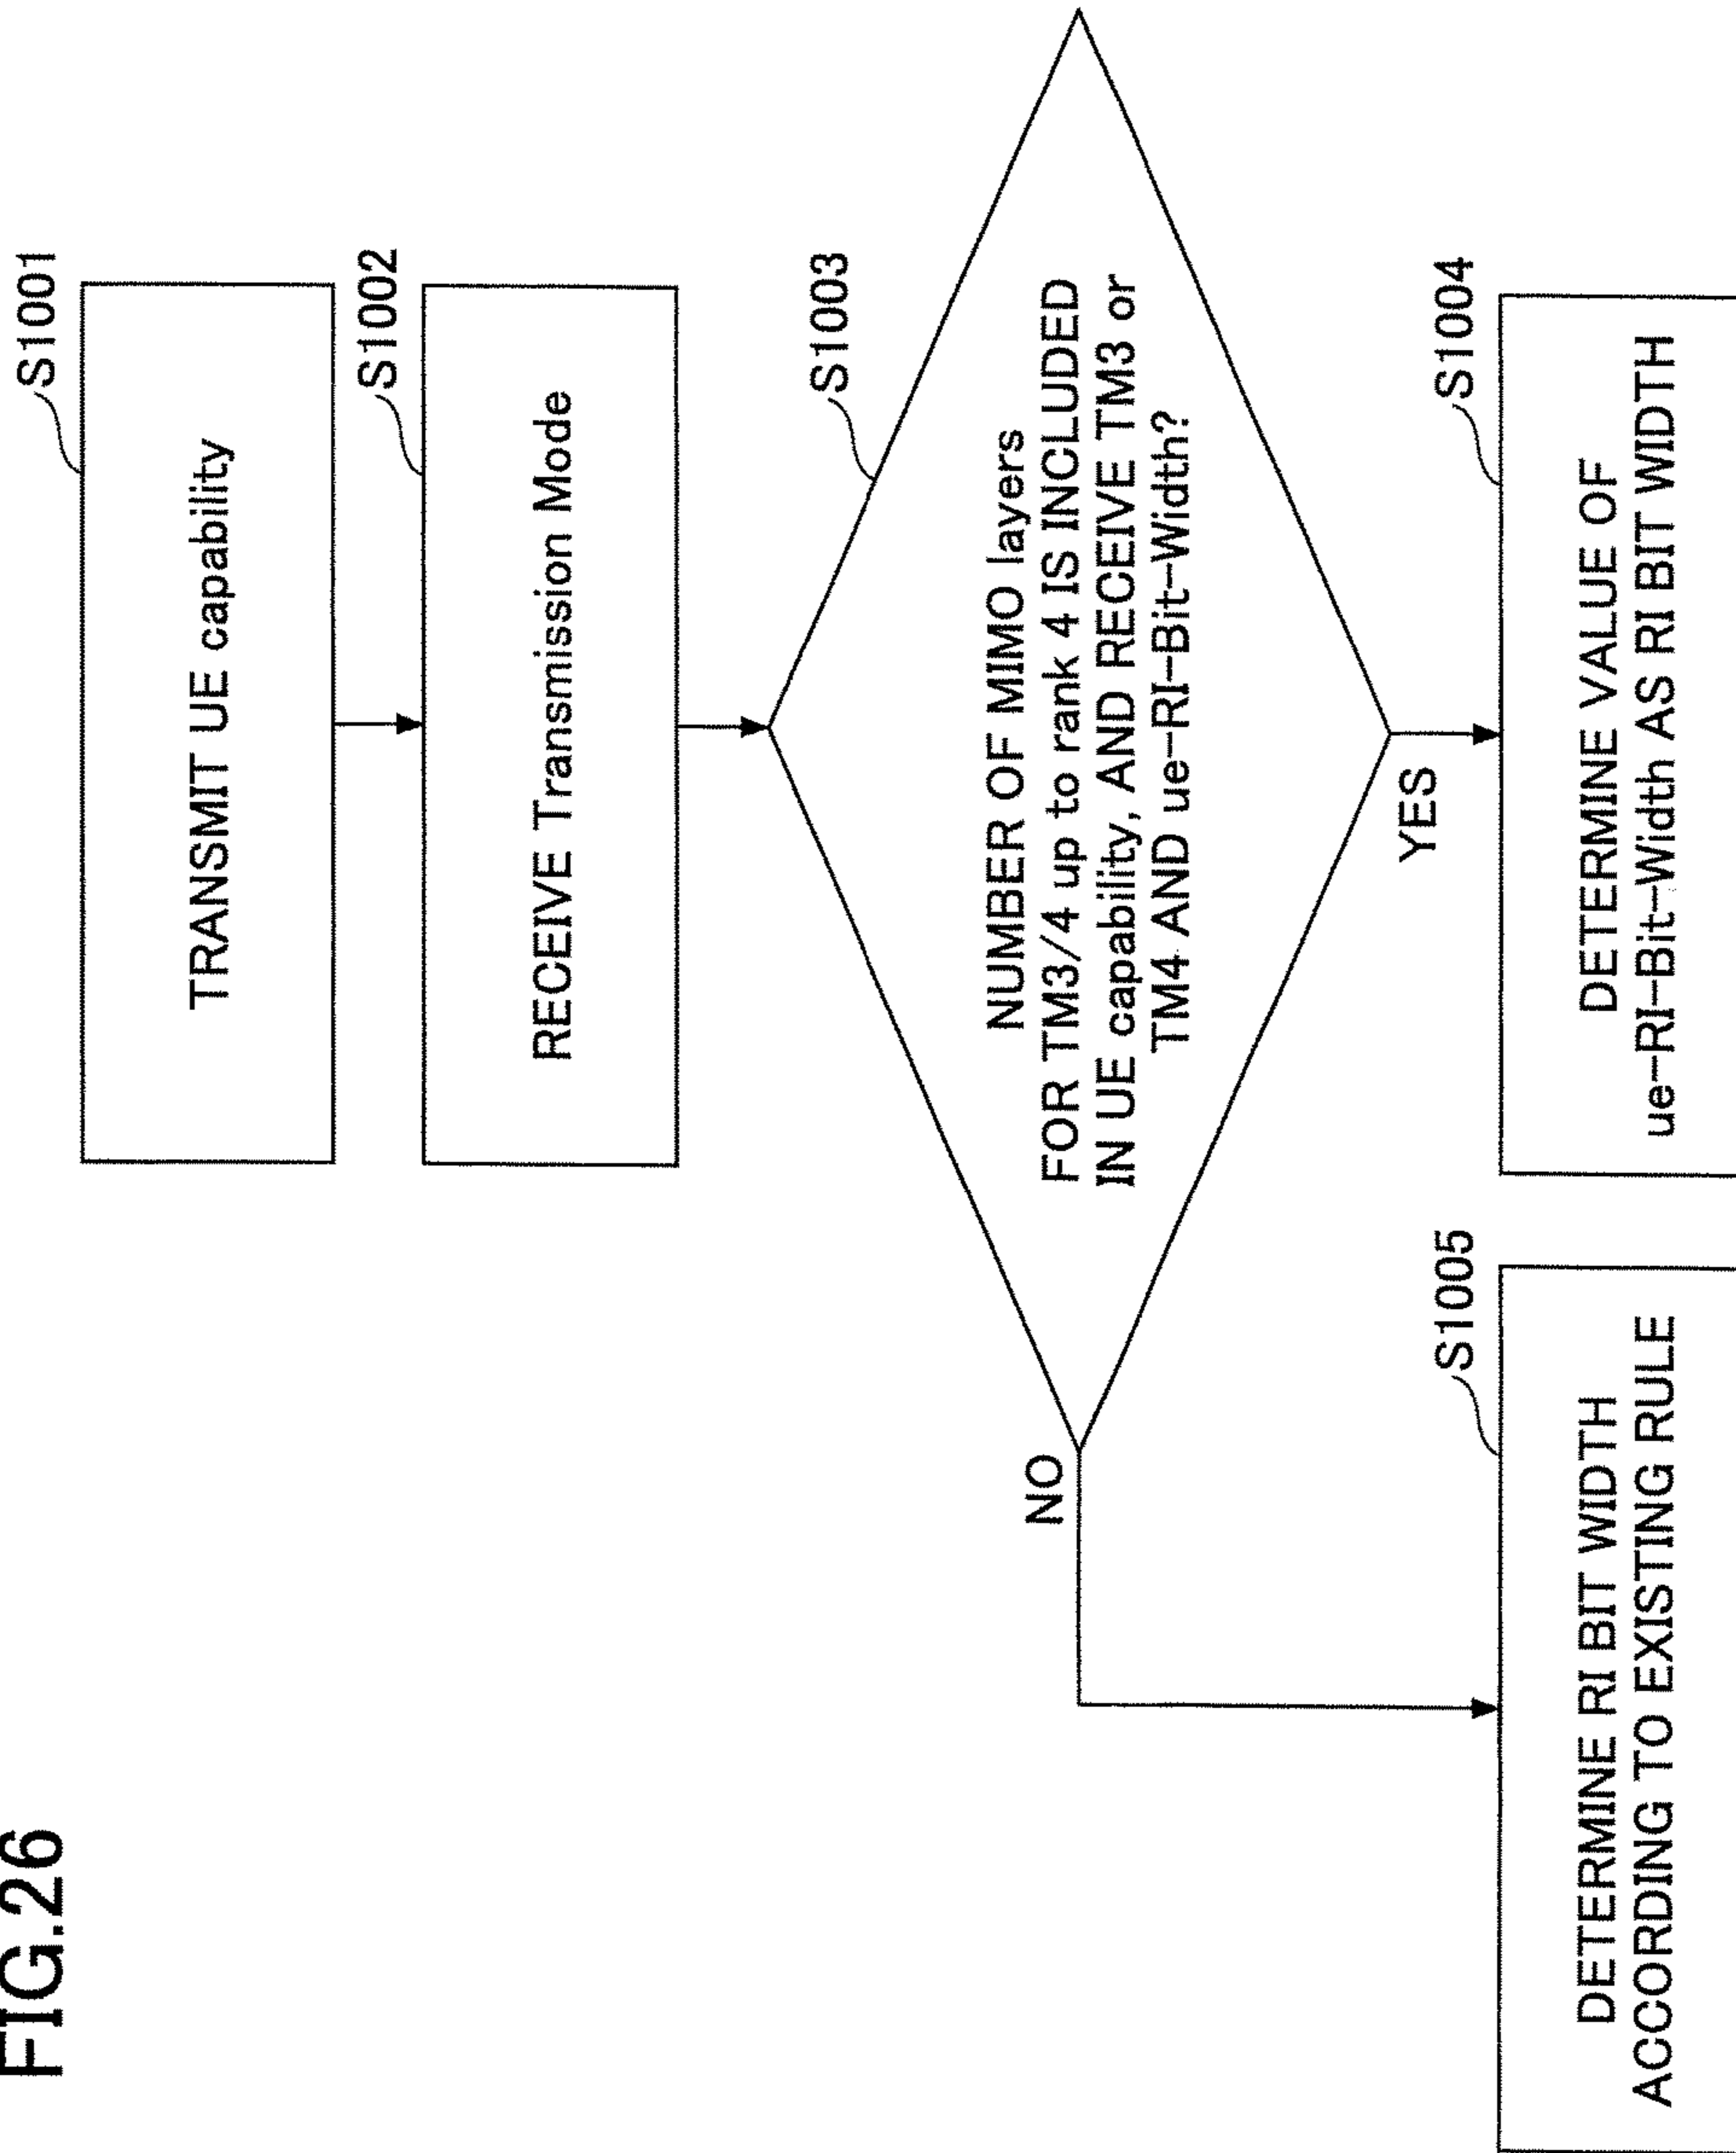 FIG.26
S1001
TRANSMIT UE capability
S1002
RECEIVE Transmission Mode
S1003
NUMBER OF MIMO layers
FOR TM3/4 up to rank 4 IS INCLUDED
IN UE capability, AND RECEIVE TM3 or
TM4 AND ue-RI-Bit-Width?
NO
YES
S1005
DETERMINE RI BIT WIDTH
ACCORDING TO EXISTING RULE
S1004
DETERMINE VALUE OF
ue-RI-Bit-Width AS RI BIT WIDTH